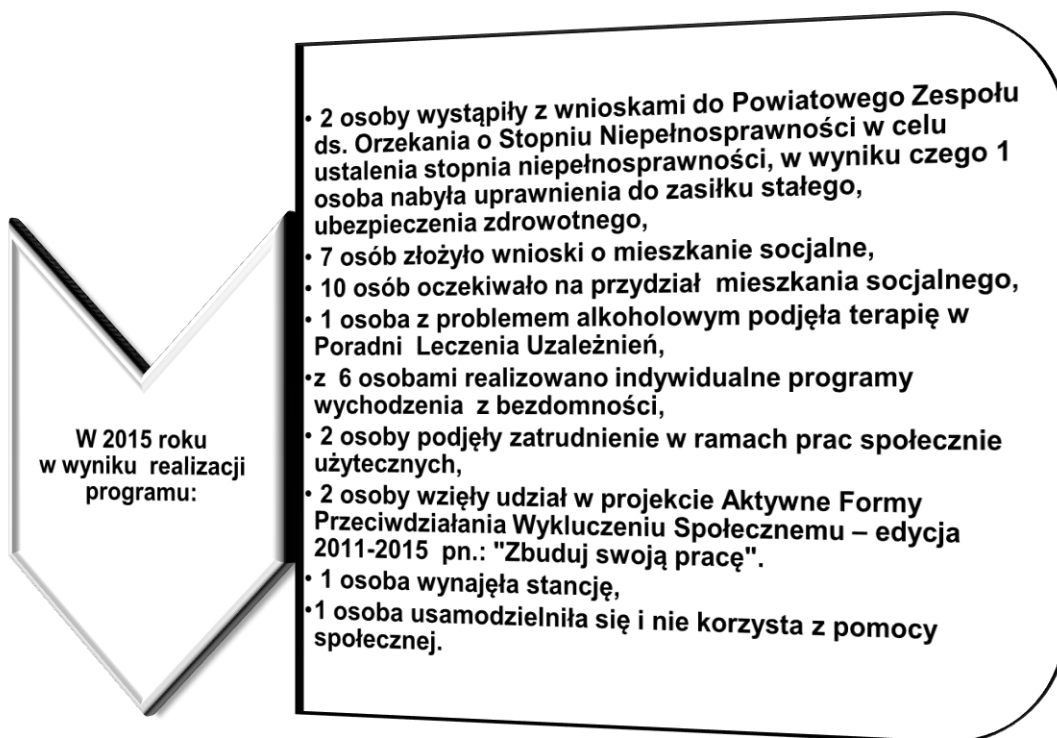 W 2015 roku
w wyniku realizacji
programu:
• 2 osoby wystąpiły z wnioskami do Powiatowego Zespołu
ds. Orzekania o Stopniu Niepełnosprawności w celu
ustalenia stopnia niepełnosprawności, w wyniku czego 1
osoba nabyła uprawnienia do zasiłku stałego,
ubezpieczenia zdrowotnego,
• 7 osób złożyło wnioski o mieszkanie socjalne,
• 10 osób oczekiwało na przydział mieszkania socjalnego,
• 1 osoba z problemem alkoholowym podjęła terapię w
Poradni Leczenia Uzależnień,
•z 6 osobami realizowano indywidualne programy
wychodzenia z bezdomności,
• 2 osoby podjęły zatrudnienie w ramach prac społecznie
użytecznych,
• 2 osoby wzięły udział w projekcie Aktywne Formy
Przeciwdziałania Wykluczeniu Społecznemu – edycja
2011-2015 pn.: "Zbuduj swoją pracę".
• 1 osoba wynajęła stancję,
•1 osoba usamodzielniła się i nie korzysta z pomocy
społecznej.